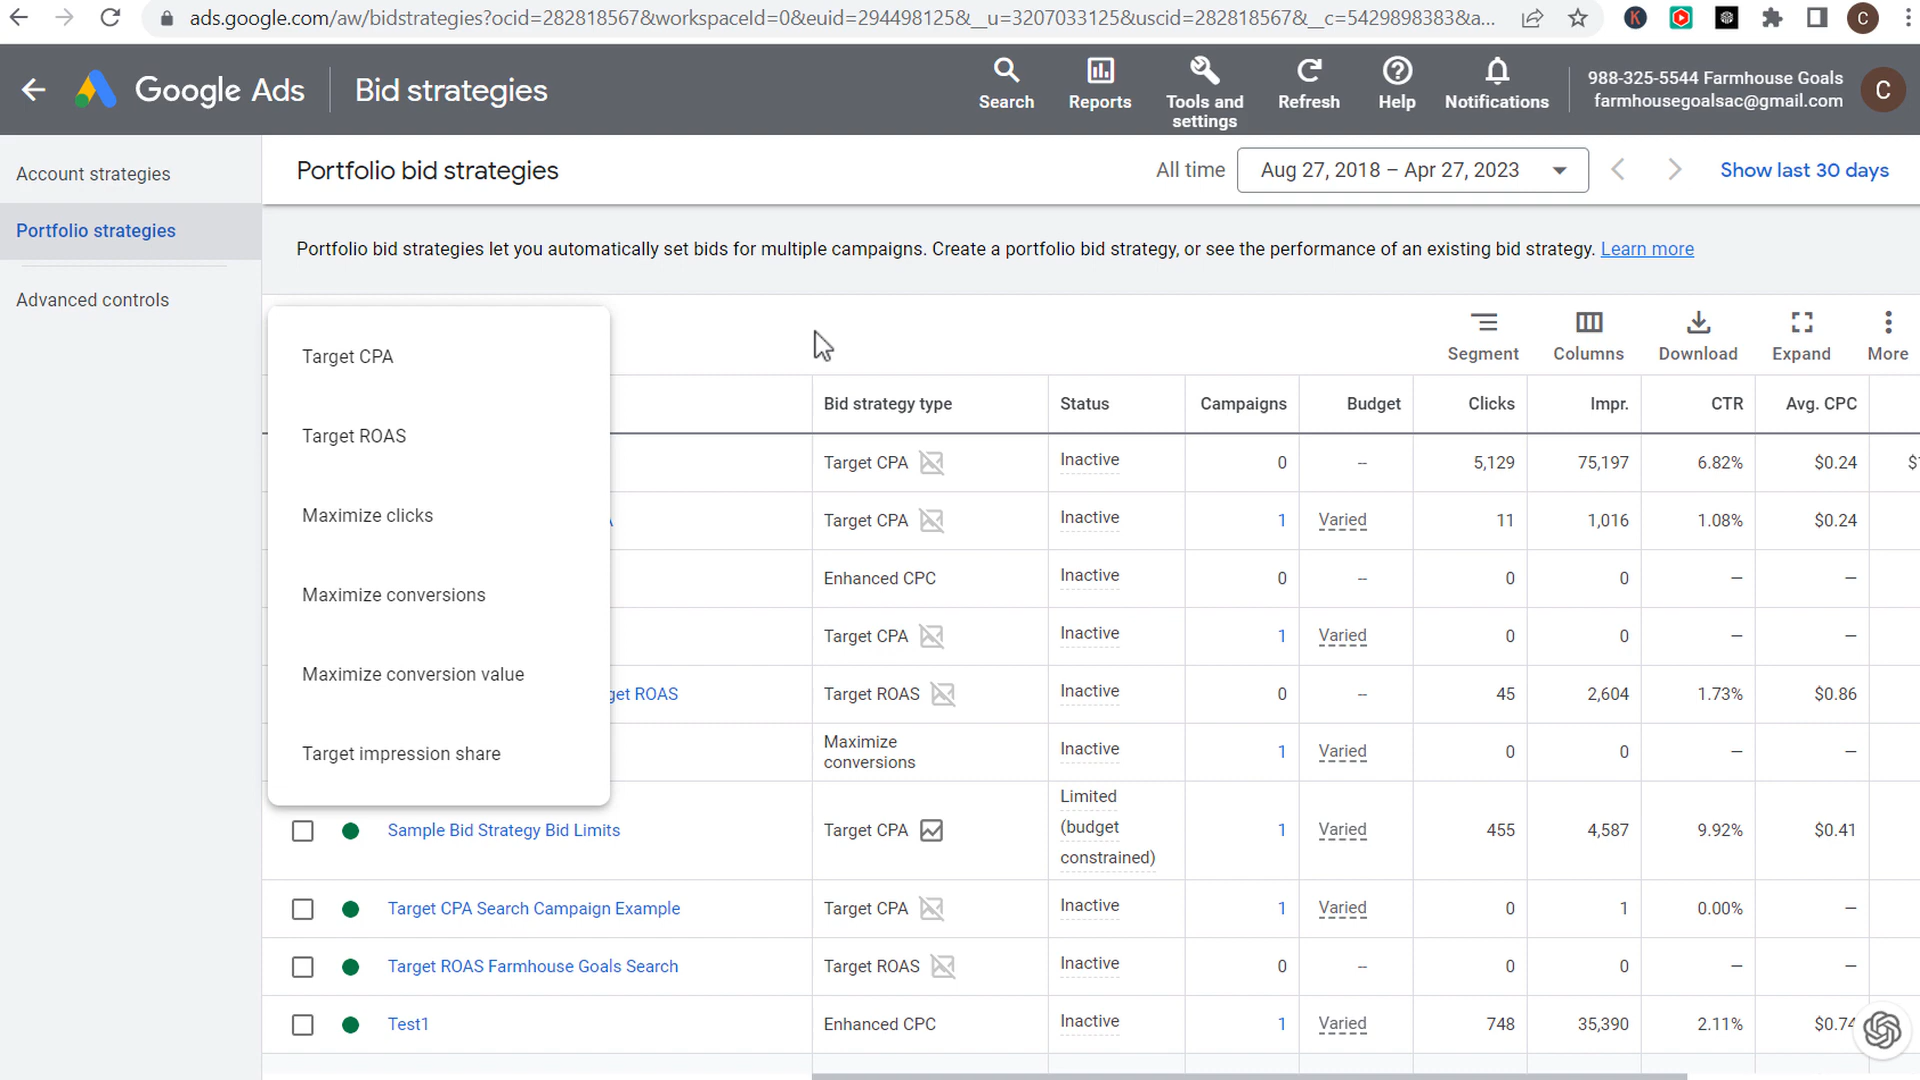 ads.google.com/aw/bidstrategies?ocid=282818567&workspaceId=0&euid=294498125&__u=3207033125&uscid=282818567&__c=5429898383&a...
K
C
Google Ads
Bid strategies
Search
Reports
Tools and
settings
Refresh
Help
Notifications
988-325-5544 Farmhouse Goals
farmhousegoalsac@gmail.com
C
Account strategies
Portfolio strategies
Advanced controls
Portfolio bid strategies
All time
Aug 27, 2018 – Apr 27, 2023
Show last 30 days
Portfolio bid strategies let you automatically set bids for multiple campaigns. Create a portfolio bid strategy, or see the performance of an existing bid strategy. Learn more
Target CPA
Target ROAS
Maximize clicks
Maximize conversions
Maximize conversion value
Target impression share
Segment
Columns
Download
Expand
More
Bid strategy type Status Campaigns Budget Clicks Impr. CTR Avg. CPC
Target CPA Inactive 0 -- 5,129 75,197 6.82% $0.24
Target CPA Inactive 1 Varied 11 1,016 1.08% $0.24
Enhanced CPC Inactive 0 -- 0 0 — —
Target CPA Inactive 1 Varied 0 0 — —
get ROAS Target ROAS Inactive 0 -- 45 2,604 1.73% $0.86
Maximize
conversions Inactive 1 Varied 0 0 — —
Sample Bid Strategy Bid Limits Target CPA Limited
(budget
constrained) 1 Varied 455 4,587 9.92% $0.41
Target CPA Search Campaign Example Target CPA Inactive 1 Varied 0 1 0.00% —
Target ROAS Farmhouse Goals Search Target ROAS Inactive 0 -- 0 0 — —
Test1 Enhanced CPC Inactive 1 Varied 748 35,390 2.11% $0.74